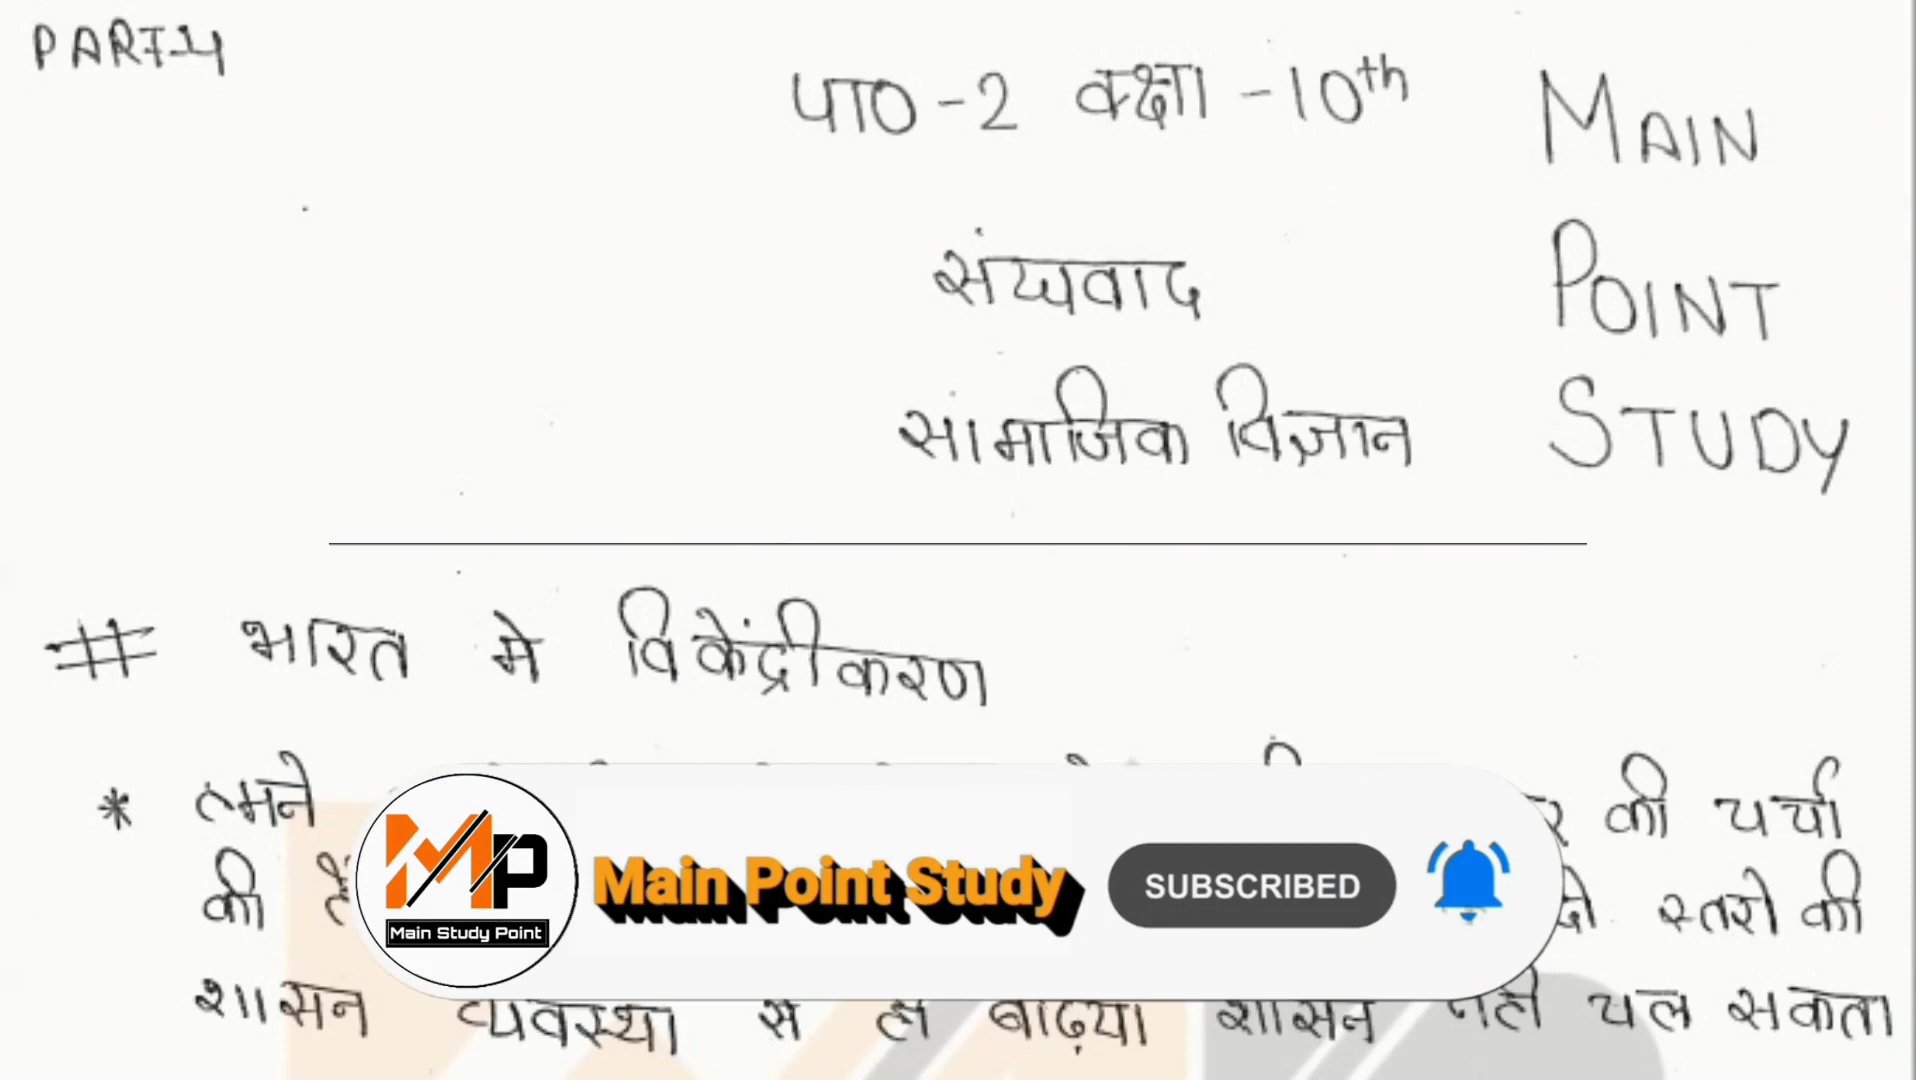 PART-4
पाठ-2 कक्षा -10th
MAIN
संघवाद
POINT
सामाजिक विज्ञान
STUDY
# भारत मे विकेंद्रीकरण
* हमने की चर्चा
की दो स्तरो की
MP
Main Study Point
Main Point Study
SUBSCRIBED
शासन व्यवस्था से ही बढ़िया शासन नही चल सकता